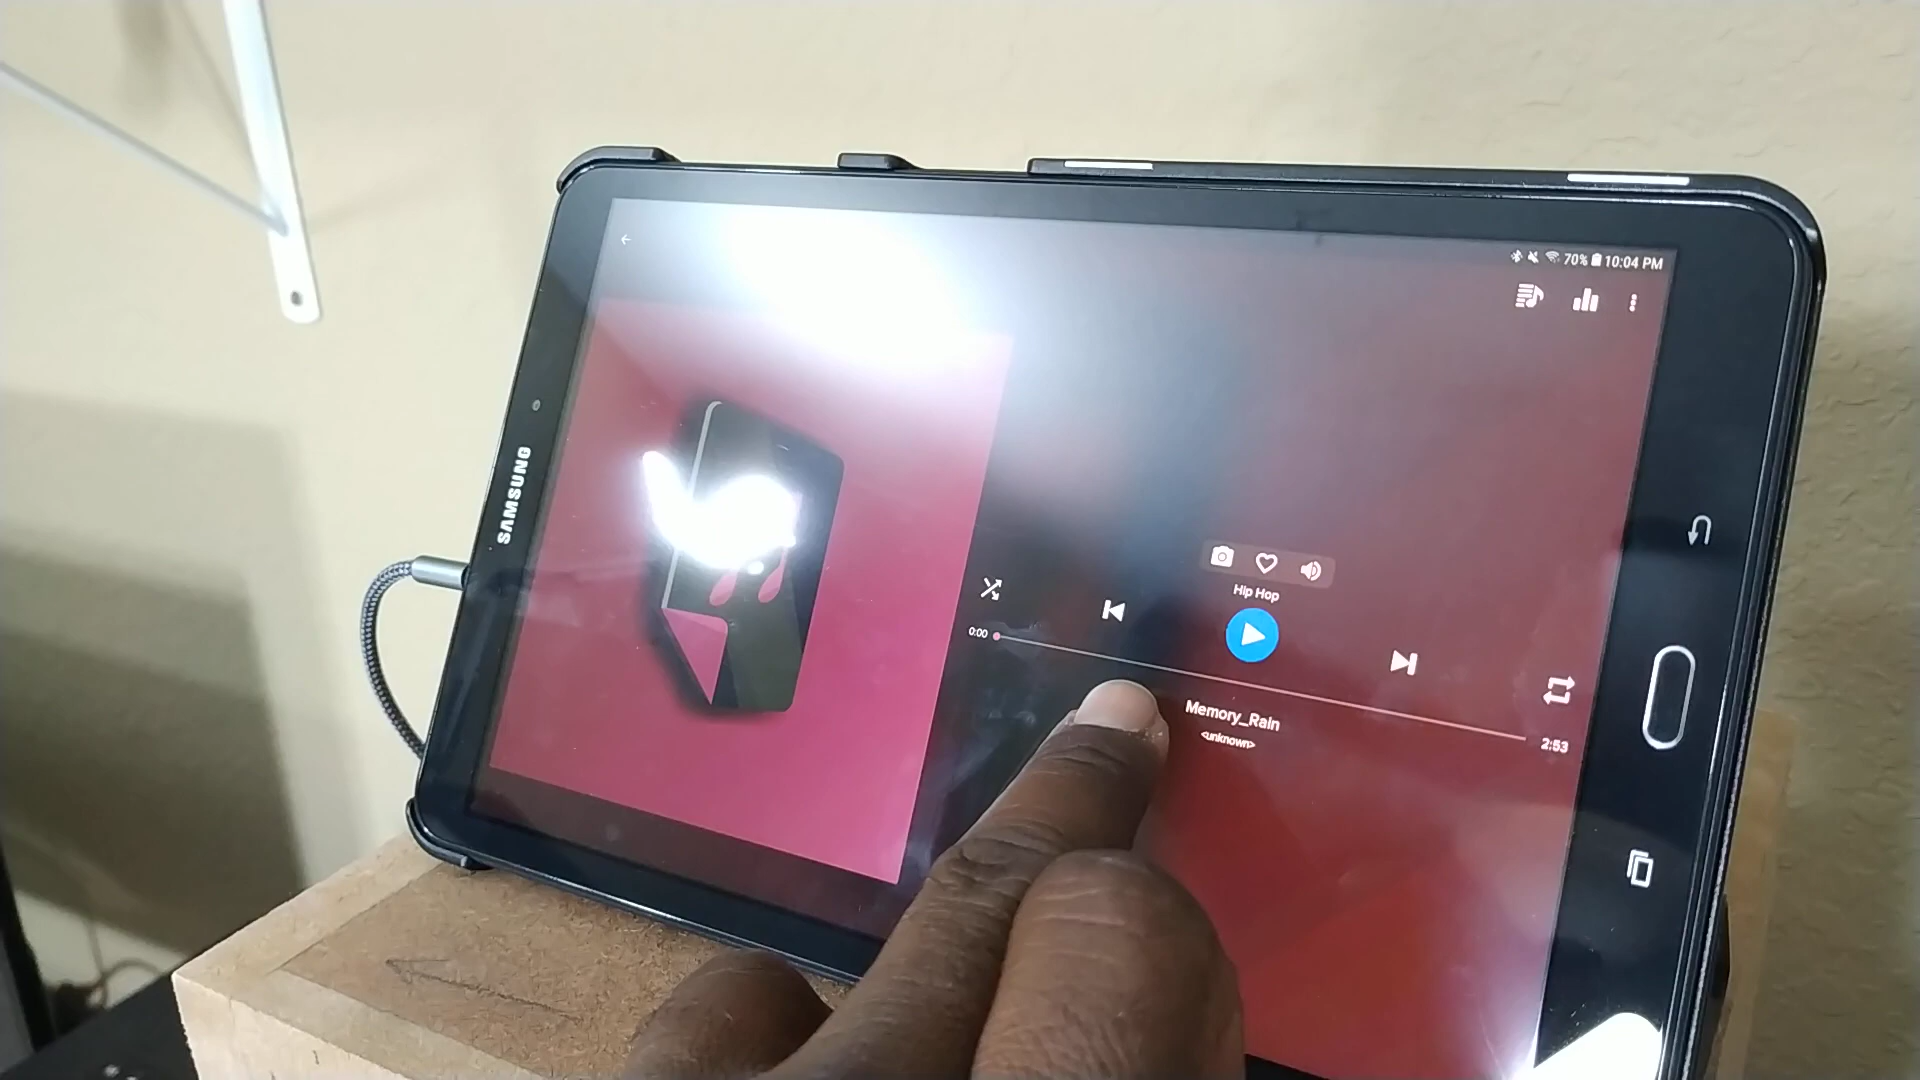 70% 10:04 PM
SAMSUNG
Hip Hop
0:00
2:53
Memory_Rain
<unknown>